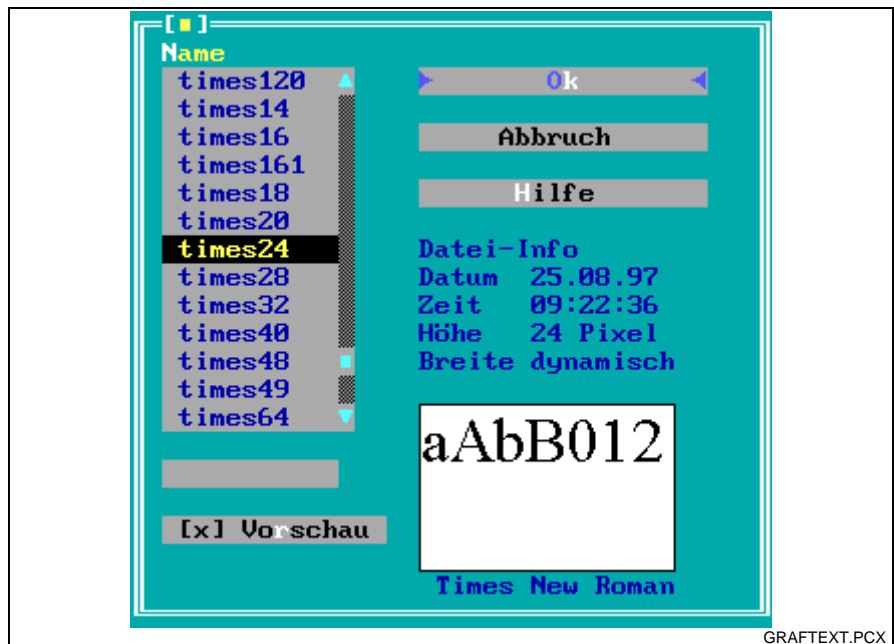 [■]
Name
times120
times14
times16
times161
times18
times20
times24
times28
times32
times40
times48
times49
times64
[x] Vorschau
Ok
Abbruch
Hilfe
Datei-Info
Datum 25.08.97
Zeit 09:22:36
Höhe 24 Pixel
Breite dynamisch
aAbB012
Times New Roman
GRAFTEXT.PCX